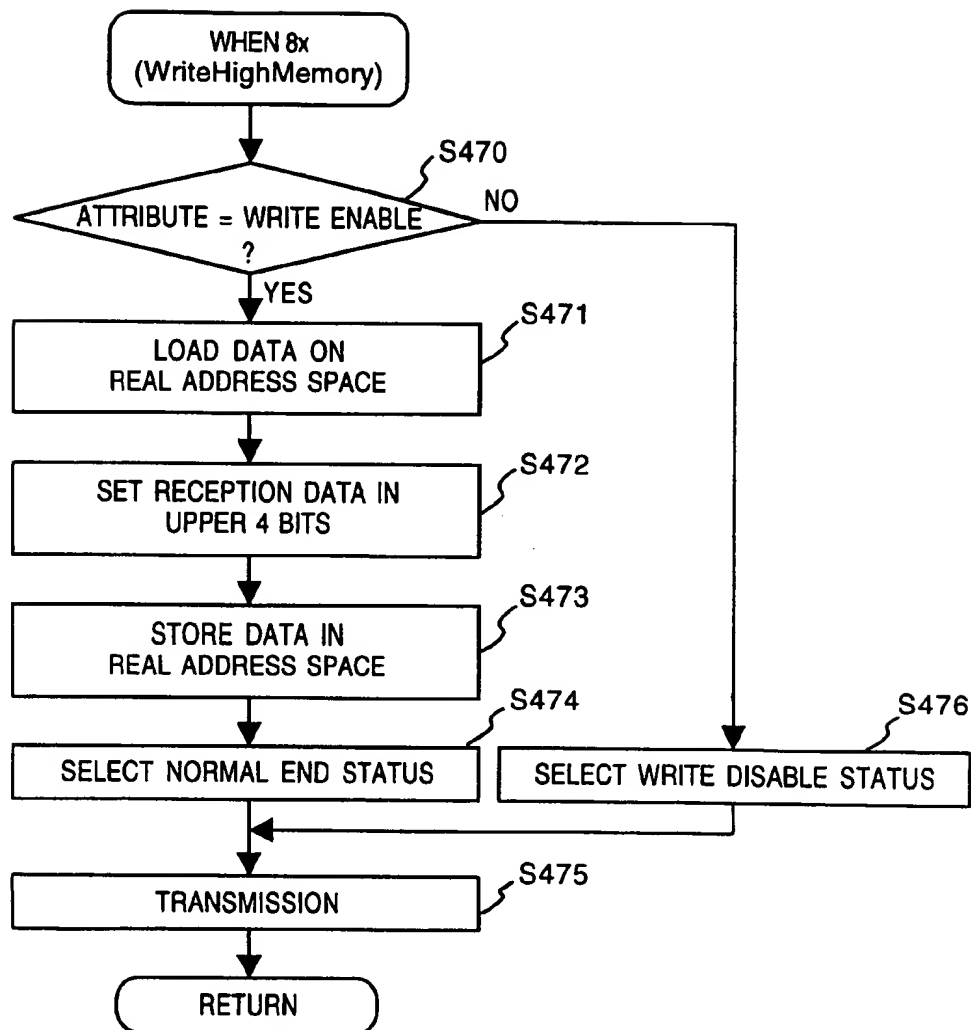 WHEN 8x
(WriteHighMemory)
S470
NO
ATTRIBUTE = WRITE ENABLE
?
YES
S471
LOAD DATA ON
REAL ADDRESS SPACE
S472
SET RECEPTION DATA IN
UPPER 4 BITS
S473
STORE DATA IN
REAL ADDRESS SPACE
S474
SELECT NORMAL END STATUS
S476
SELECT WRITE DISABLE STATUS
S475
TRANSMISSION
RETURN